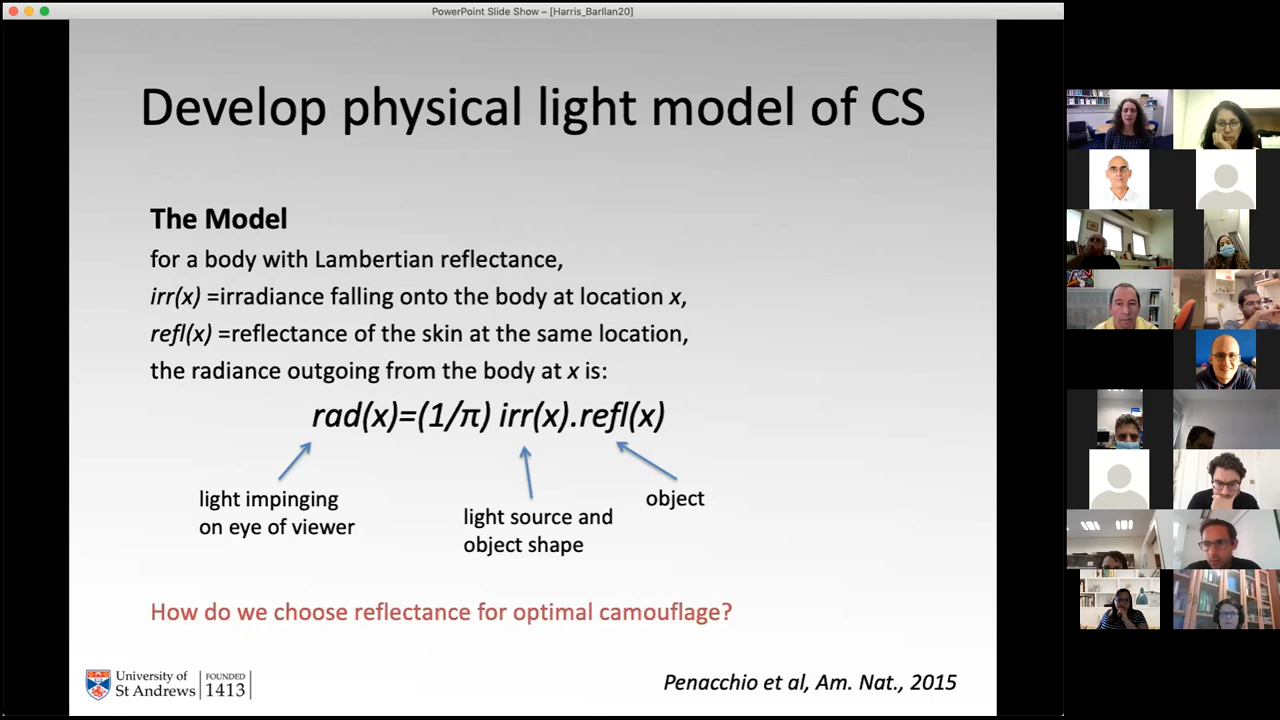 PowerPoint Slide Show – [Harris_BarIlan20]
Develop physical light model of CS
The Model
for a body with Lambertian reflectance,
irr(x) =irradiance falling onto the body at location x,
refl(x) =reflectance of the skin at the same location,
the radiance outgoing from the body at x is:
rad(x)=(1/π) irr(x).refl(x)
light impinging
on eye of viewer
light source and
object shape
object
How do we choose reflectance for optimal camouflage?
University of
St Andrews
FOUNDED
1413
Penacchio et al, Am. Nat., 2015